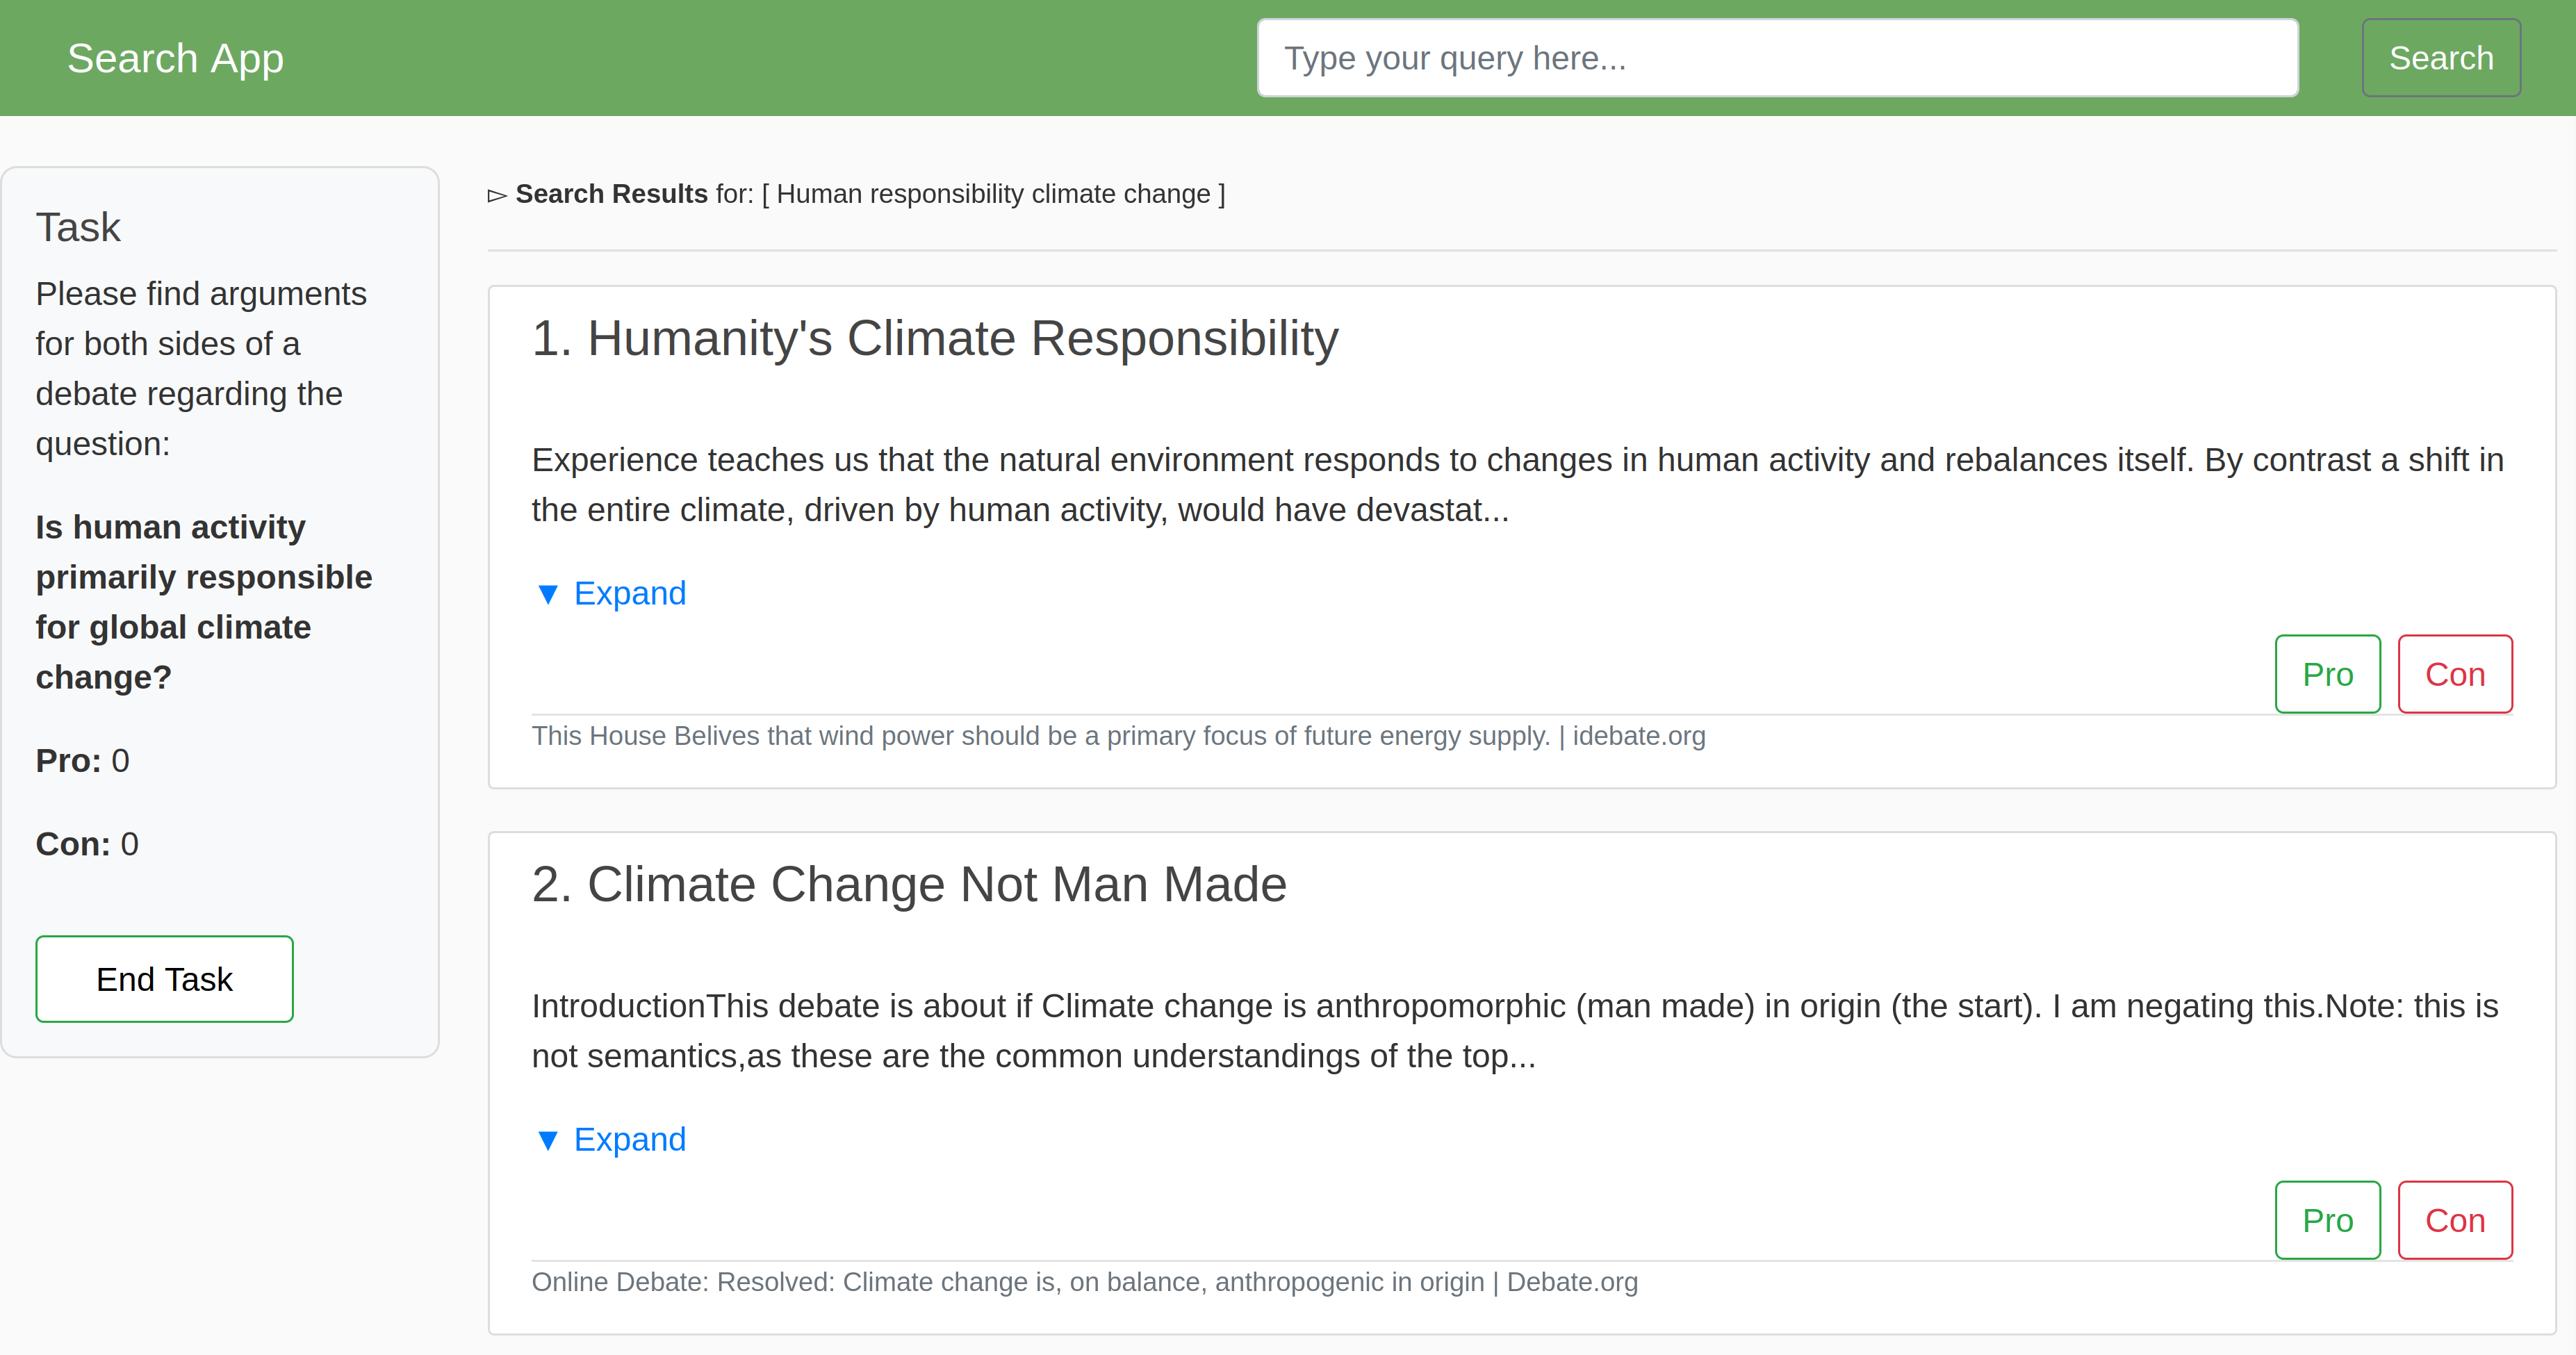 Search App
Type your query here...
Search
Task
Please find arguments
for both sides of a
debate regarding the
question:
Is human activity
primarily responsible
for global climate
change?
Pro: 0
Con: 0
End Task
▻ Search Results for: [ Human responsibility climate change ]
1. Humanity's Climate Responsibility
Experience teaches us that the natural environment responds to changes in human activity and rebalances itself. By contrast a shift in
the entire climate, driven by human activity, would have devastat...
▼ Expand
Pro Con
This House Belives that wind power should be a primary focus of future energy supply. | idebate.org
2. Climate Change Not Man Made
IntroductionThis debate is about if Climate change is anthropomorphic (man made) in origin (the start). I am negating this.Note: this is
not semantics,as these are the common understandings of the top...
▼ Expand
Pro Con
Online Debate: Resolved: Climate change is, on balance, anthropogenic in origin | Debate.org